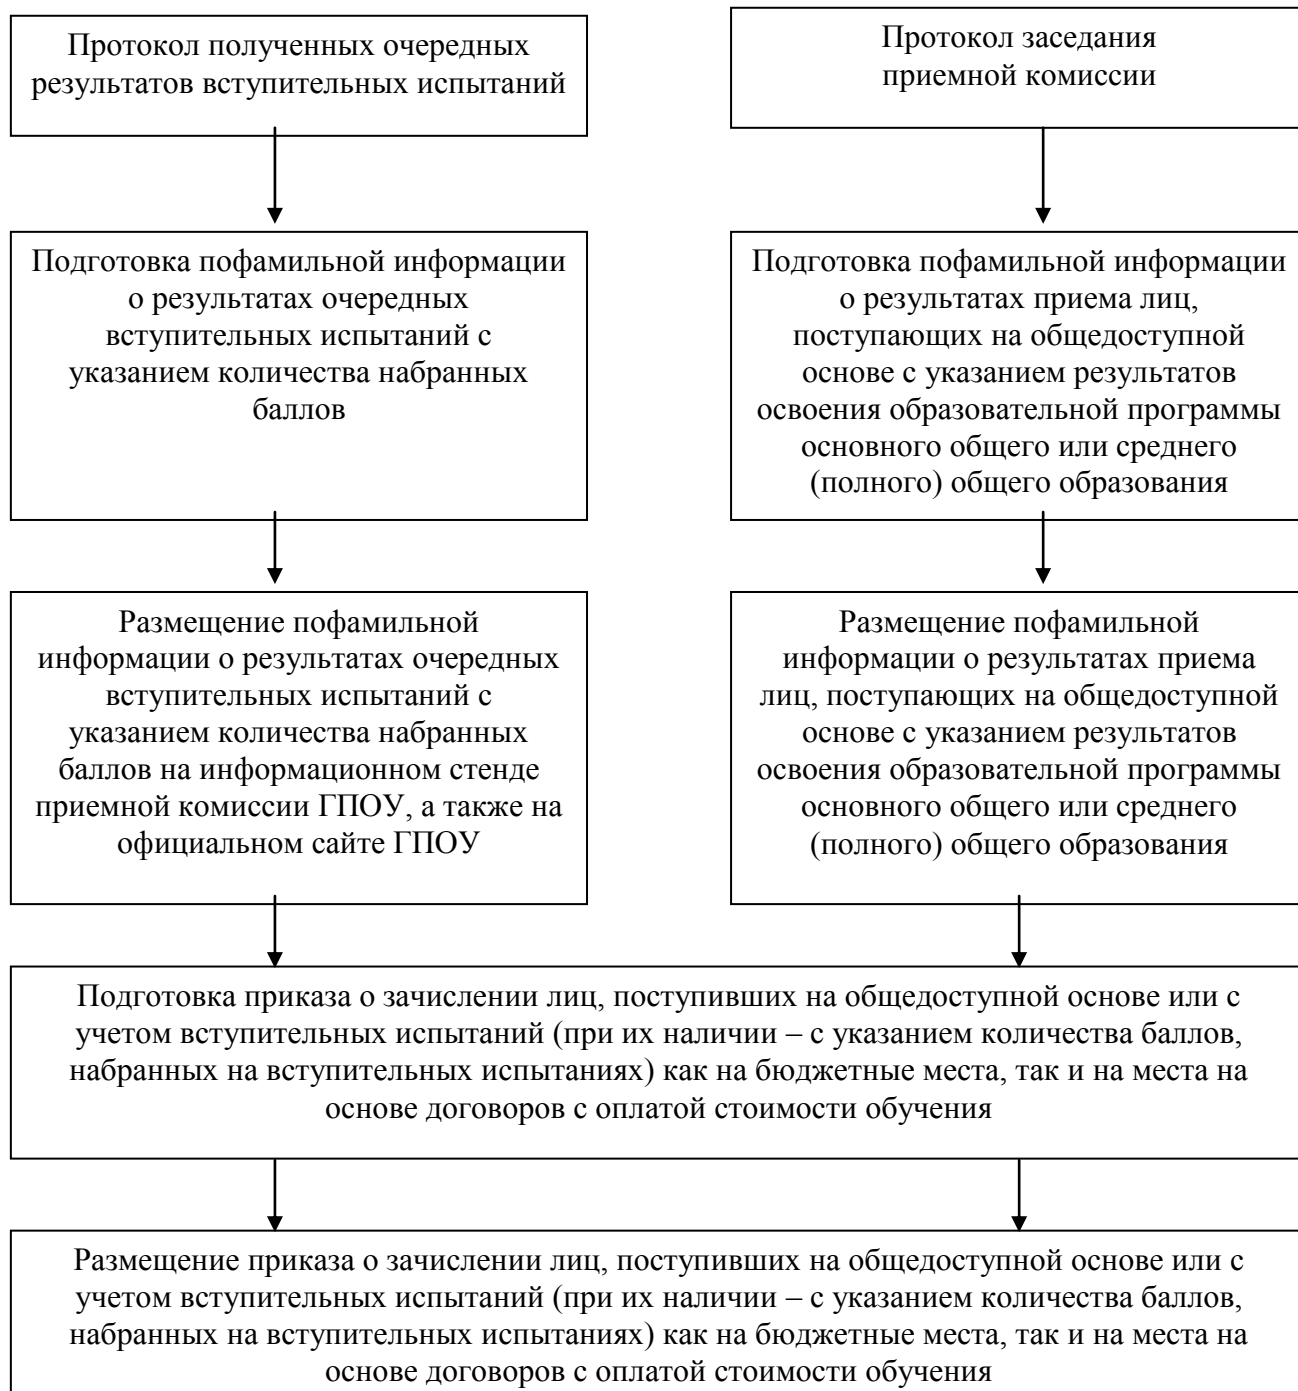 Протокол полученных очередных
результатов вступительных испытаний
Протокол заседания
приемной комиссии
Подготовка пофамильной информации
о результатах очередных
вступительных испытаний с
указанием количества набранных
баллов
Подготовка пофамильной информации
о результатах приема лиц,
поступающих на общедоступной
основе с указанием результатов
освоения образовательной программы
основного общего или среднего
(полного) общего образования
Размещение пофамильной
информации о результатах очередных
вступительных испытаний с
указанием количества набранных
баллов на информационном стенде
приемной комиссии ГПОУ, а также на
официальном сайте ГПОУ
Размещение пофамильной
информации о результатах приема
лиц, поступающих на общедоступной
основе с указанием результатов
освоения образовательной программы
основного общего или среднего
(полного) общего образования
Подготовка приказа о зачислении лиц, поступивших на общедоступной основе или с
учетом вступительных испытаний (при их наличии – с указанием количества баллов,
набранных на вступительных испытаниях) как на бюджетные места, так и на места на
основе договоров с оплатой стоимости обучения
Размещение приказа о зачислении лиц, поступивших на общедоступной основе или с
учетом вступительных испытаний (при их наличии – с указанием количества баллов,
набранных на вступительных испытаниях) как на бюджетные места, так и на места на
основе договоров с оплатой стоимости обучения